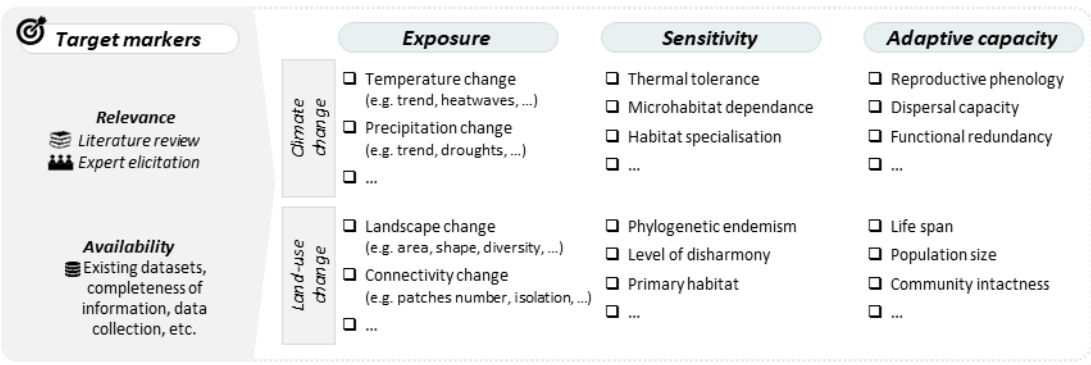 Target markers
Relevance
Literature review
Expert elicitation
Availability
Existing datasets,
completeness of
information, data
collection, etc.
Exposure
Sensitivity
Adaptive capacity
Climate
change
❑ Temperature change
(e.g. trend, heatwaves, ...)
❑ Precipitation change
(e.g. trend, droughts, ...)
❑ ...
❑ Thermal tolerance
❑ Microhabitat dependance
❑ Habitat specialisation
❑ ...
❑ Reproductive phenology
❑ Dispersal capacity
❑ Functional redundancy
❑ ...
Land-use
change
❑ Landscape change
(e.g. area, shape, diversity, ...)
❑ Connectivity change
(e.g. patches number, isolation, ...)
❑ ...
❑ Phylogenetic endemism
❑ Level of disharmony
❑ Primary habitat
❑ ...
❑ Life span
❑ Population size
❑ Community intactness
❑ ...